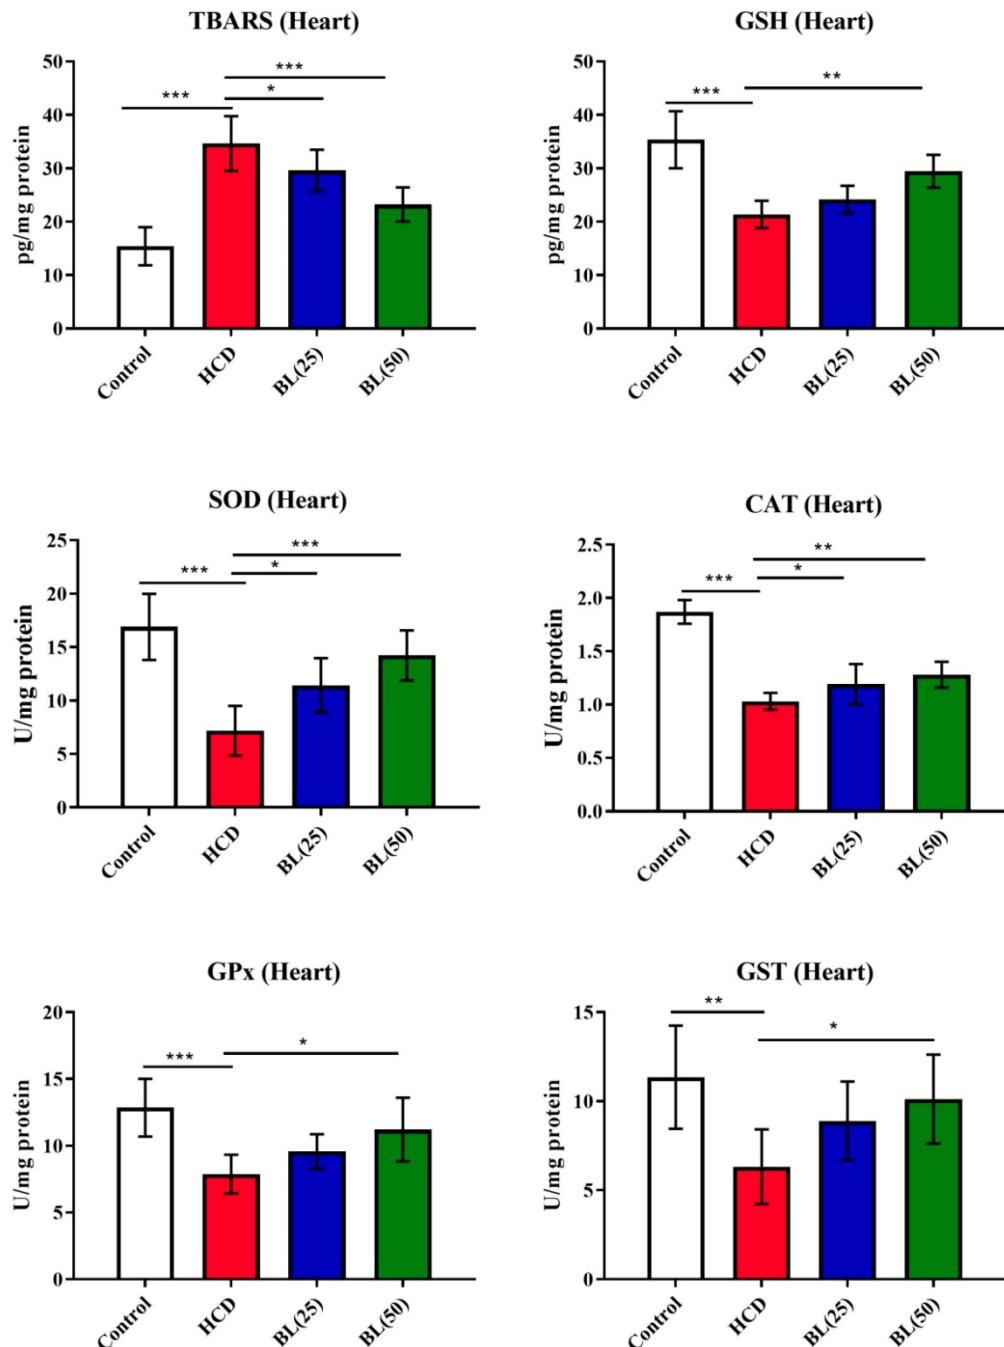 TBARS (Heart)
pg/mg protein
50
40
30
20
10
0
***
***
*
Control
HCD
BL(25)
BL(50)
GSH (Heart)
pg/mg protein
50
40
30
20
10
0
***
**
Control
HCD
BL(25)
BL(50)
SOD (Heart)
U/mg protein
25
20
15
10
5
0
***
***
*
Control
HCD
BL(25)
BL(50)
CAT (Heart)
U/mg protein
2.5
2.0
1.5
1.0
0.5
0.0
**
***
*
Control
HCD
BL(25)
BL(50)
GPx (Heart)
U/mg protein
20
15
10
5
0
***
*
Control
HCD
BL(25)
BL(50)
GST (Heart)
U/mg protein
15
10
5
0
**
*
Control
HCD
BL(25)
BL(50)